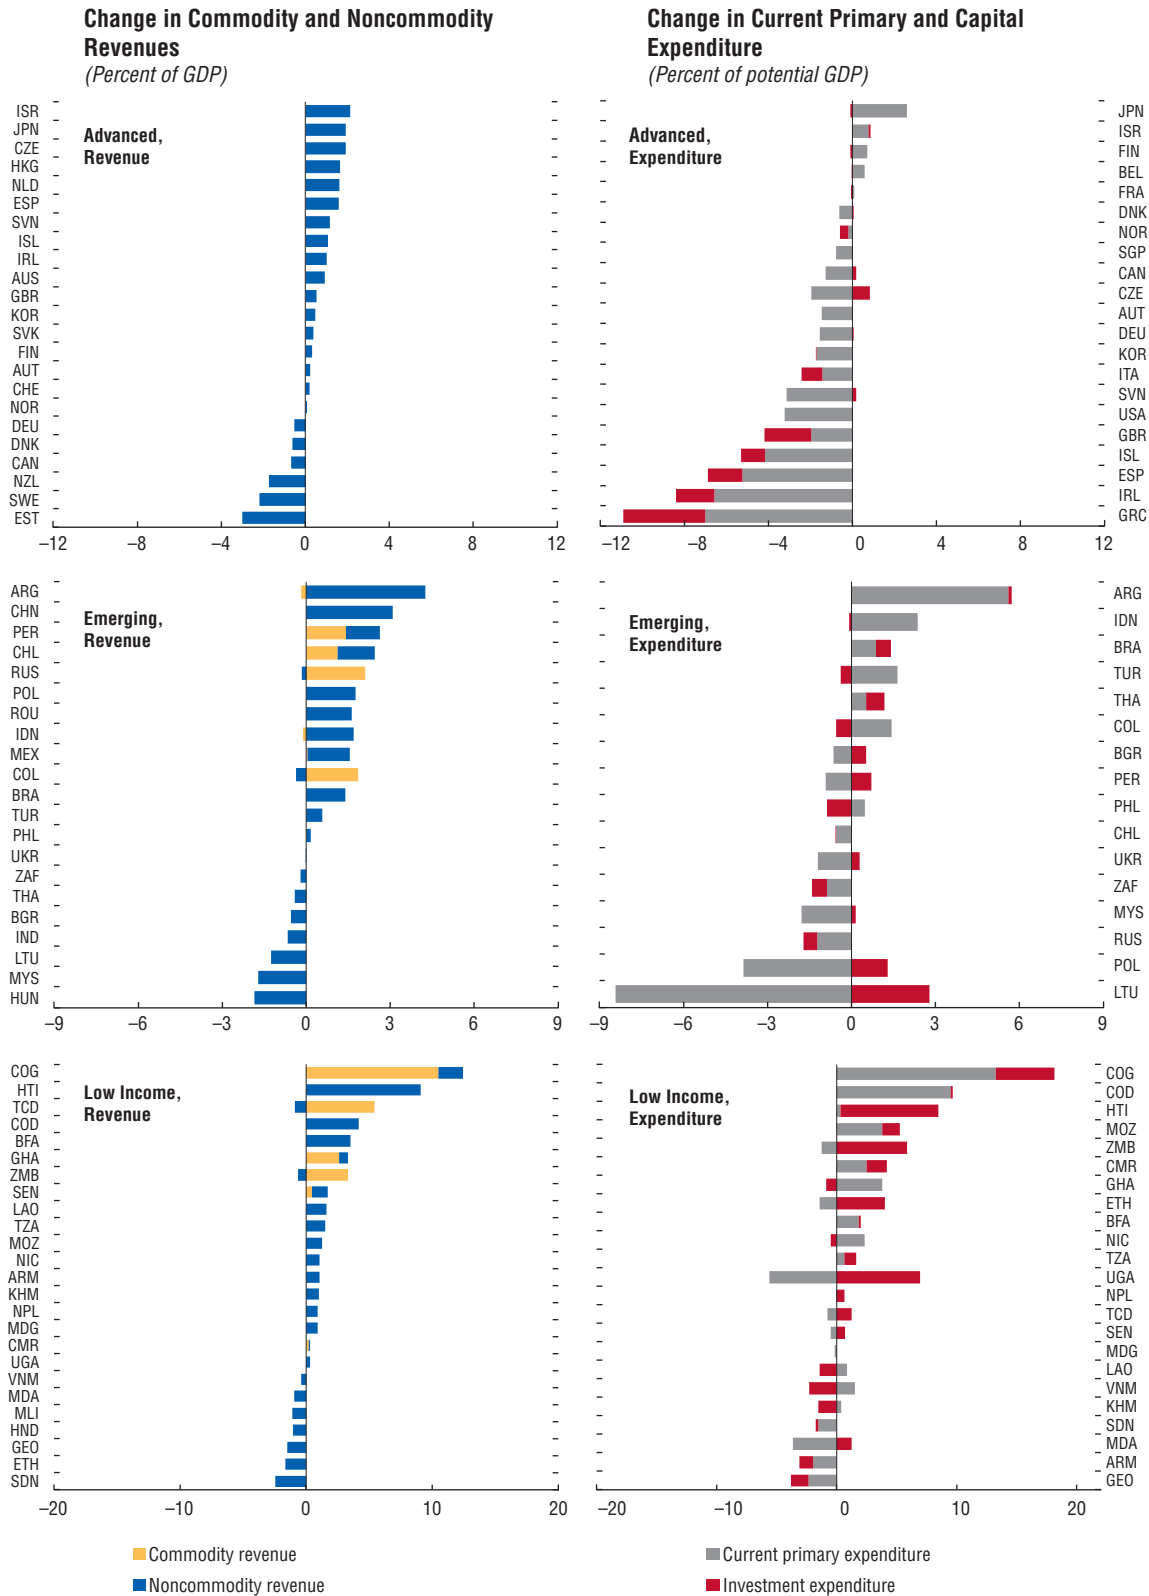 Change in Commodity and Noncommodity
Revenues
(Percent of GDP)
Advanced,
Revenue
ISR
JPN
CZE
HKG
NLD
ESP
SVN
ISL
IRL
AUS
GBR
KOR
SVK
FIN
AUT
CHE
NOR
DEU
DNK
CAN
NZL
SWE
EST
–12 –8 –4 0 4 8 12
Change in Current Primary and Capital
Expenditure
(Percent of potential GDP)
Advanced,
Expenditure
JPN
ISR
FIN
BEL
FRA
DNK
NOR
SGP
CAN
CZE
AUT
DEU
KOR
ITA
SVN
USA
GBR
ISL
ESP
IRL
GRC
–12 –8 –4 0 4 8 12
Emerging,
Revenue
ARG
CHN
PER
CHL
RUS
POL
ROU
IDN
MEX
COL
BRA
TUR
PHL
UKR
ZAF
THA
BGR
IND
LTU
MYS
HUN
–9 –6 –3 0 3 6 9
Emerging,
Expenditure
ARG
IDN
BRA
TUR
THA
COL
BGR
PER
PHL
CHL
UKR
ZAF
MYS
RUS
POL
LTU
–9 –6 –3 0 3 6 9
Low Income,
Revenue
COG
HTI
TCD
COD
BFA
GHA
ZMB
SEN
LAO
TZA
MOZ
NIC
ARM
KHM
NPL
MDG
CMR
UGA
VNM
MDA
MLI
HND
GEO
ETH
SDN
–20 –10 0 10 20
Low Income,
Expenditure
COG
COD
HTI
MOZ
ZMB
CMR
GHA
ETH
BFA
NIC
TZA
UGA
NPL
TCD
SEN
MDG
LAO
VNM
KHM
SDN
MDA
ARM
GEO
–20 –10 0 10 20
Commodity revenue
Noncommodity revenue
Current primary expenditure
Investment expenditure